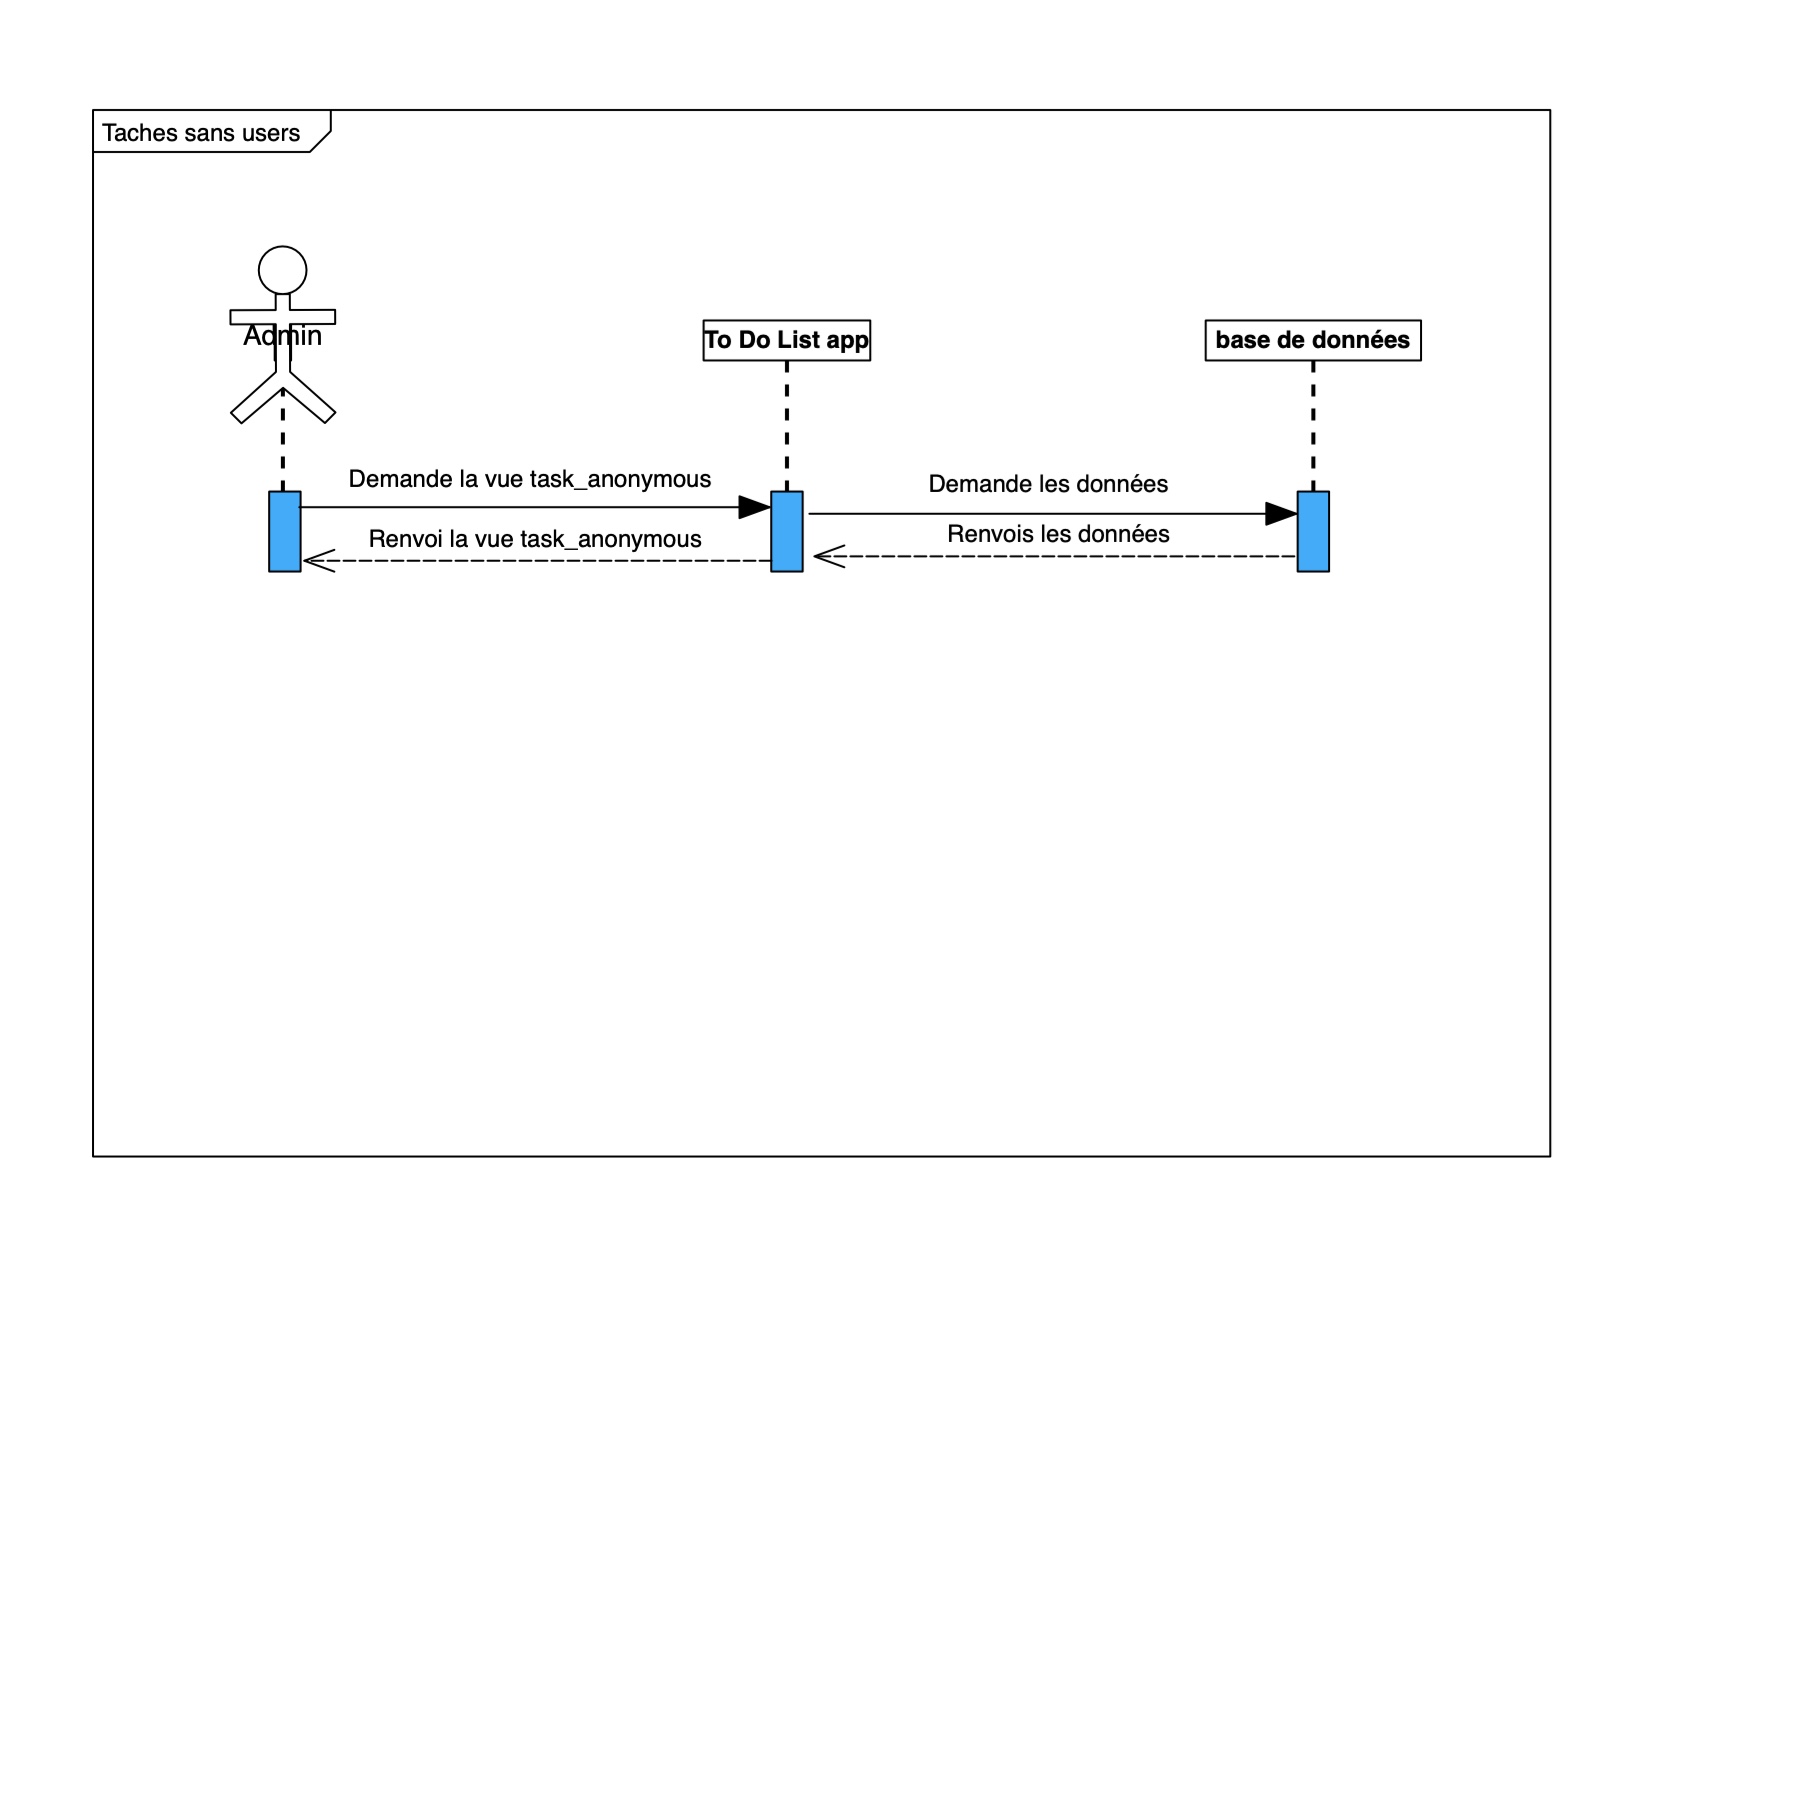 Taches sans users
Admin
To Do List app
base de données
Demande la vue task_anonymous
Demande les données
Renvoi la vue task_anonymous
Renvois les données